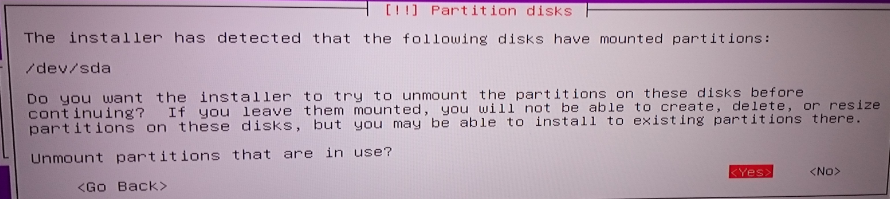 [!!] Partition disks
The installer has detected that the following disks have mounted partitions:
/dev/sda
Do you want the installer to try to unmount the partitions on these disks before
continuing?  If you leave them mounted, you will not be able to create, delete, or resize
partitions on these disks, but you may be able to install to existing partitions there.
Unmount partitions that are in use?
<Yes> <No>
<Go Back>